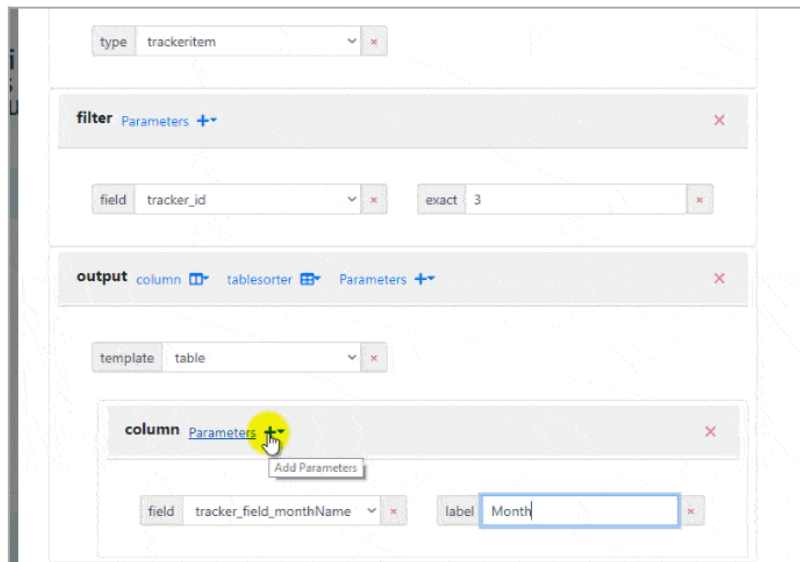 type trackeritem
filter Parameters
field tracker_id exact 3
output column tablesorter Parameters
template table
column Parameters
Add Parameters
field tracker_field_monthName label Month